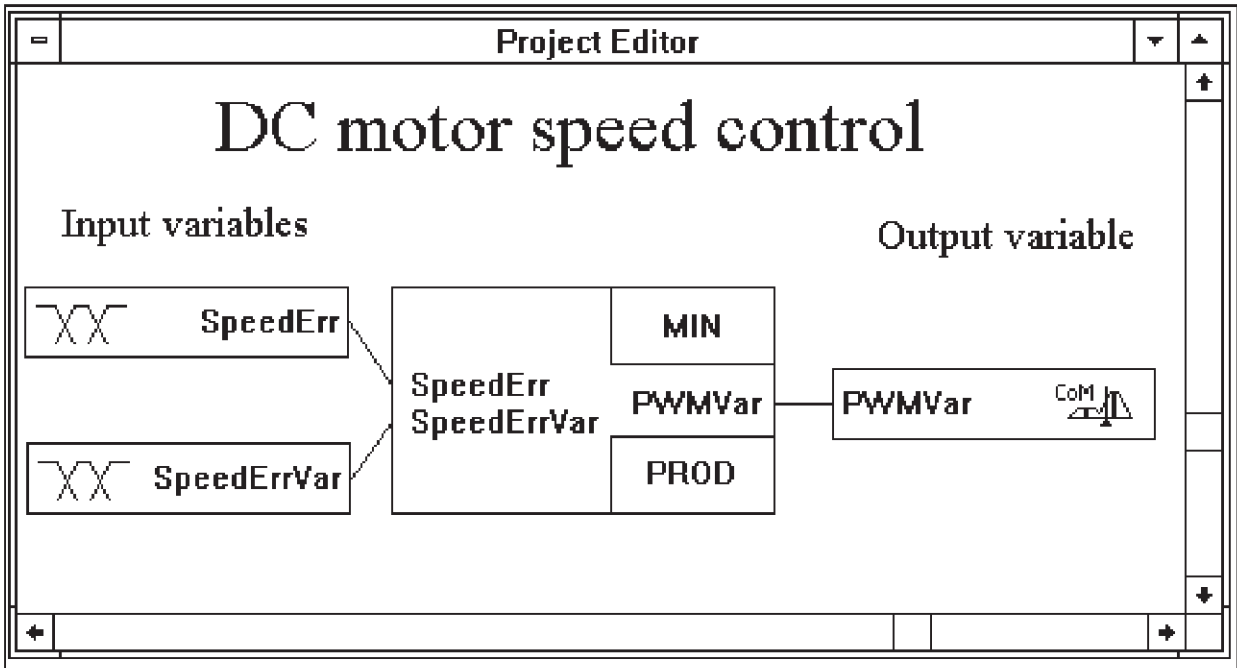 Project Editor
DC motor speed control
Input variables
Output variable
SpeedErr
SpeedErrVar
SpeedErr
SpeedErrVar
MIN
PWMVar
PROD
PWMVar
CoM